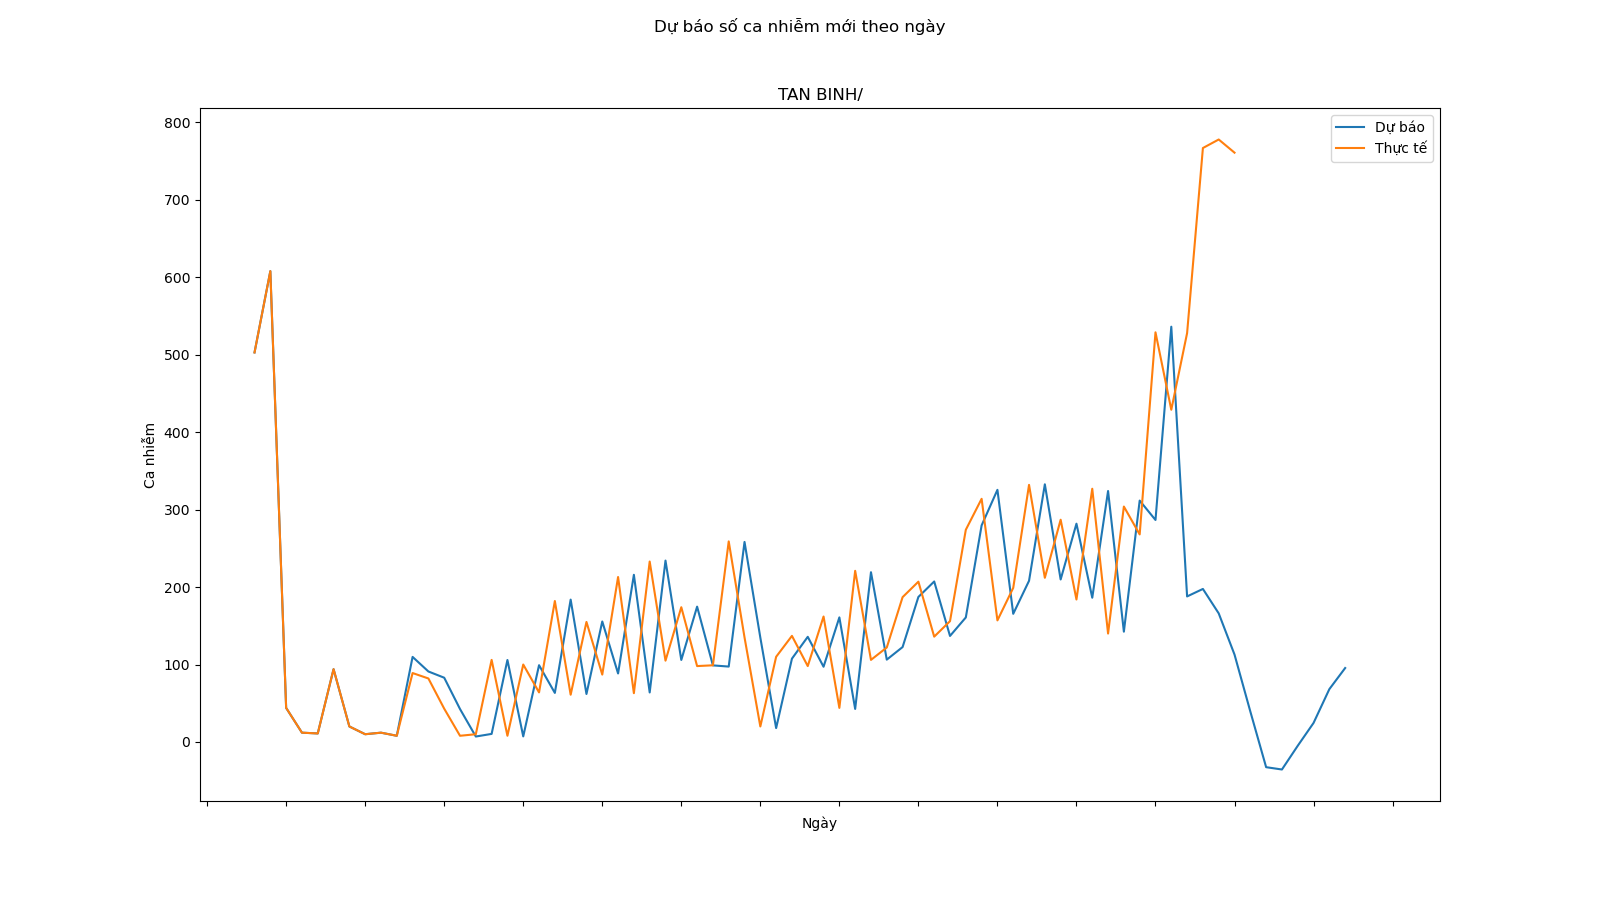 Dự báo số ca nhiễm mới theo ngày
TAN BINH/
800
700
600
500
400
300
200
100
0
Ca nhiễm
Ngày
Dự báo
Thực tế